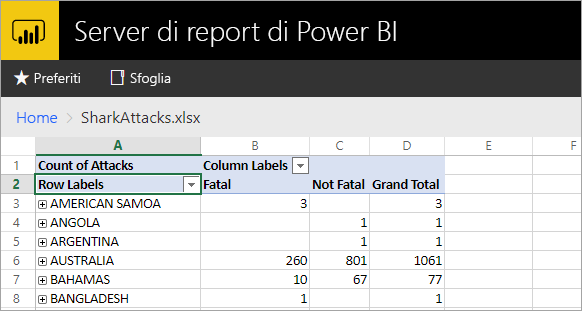 Server di report di Power BI
Preferiti Sfoglia
Home > SharkAttacks.xlsx
A B C D E F
1 Count of Attacks Column Labels
2 Row Labels Fatal Not Fatal Grand Total
3 AMERICAN SAMOA 3 3
4 ANGOLA 1 1
5 ARGENTINA 1 1
6 AUSTRALIA 260 801 1061
7 BAHAMAS 10 67 77
8 BANGLADESH 1 1